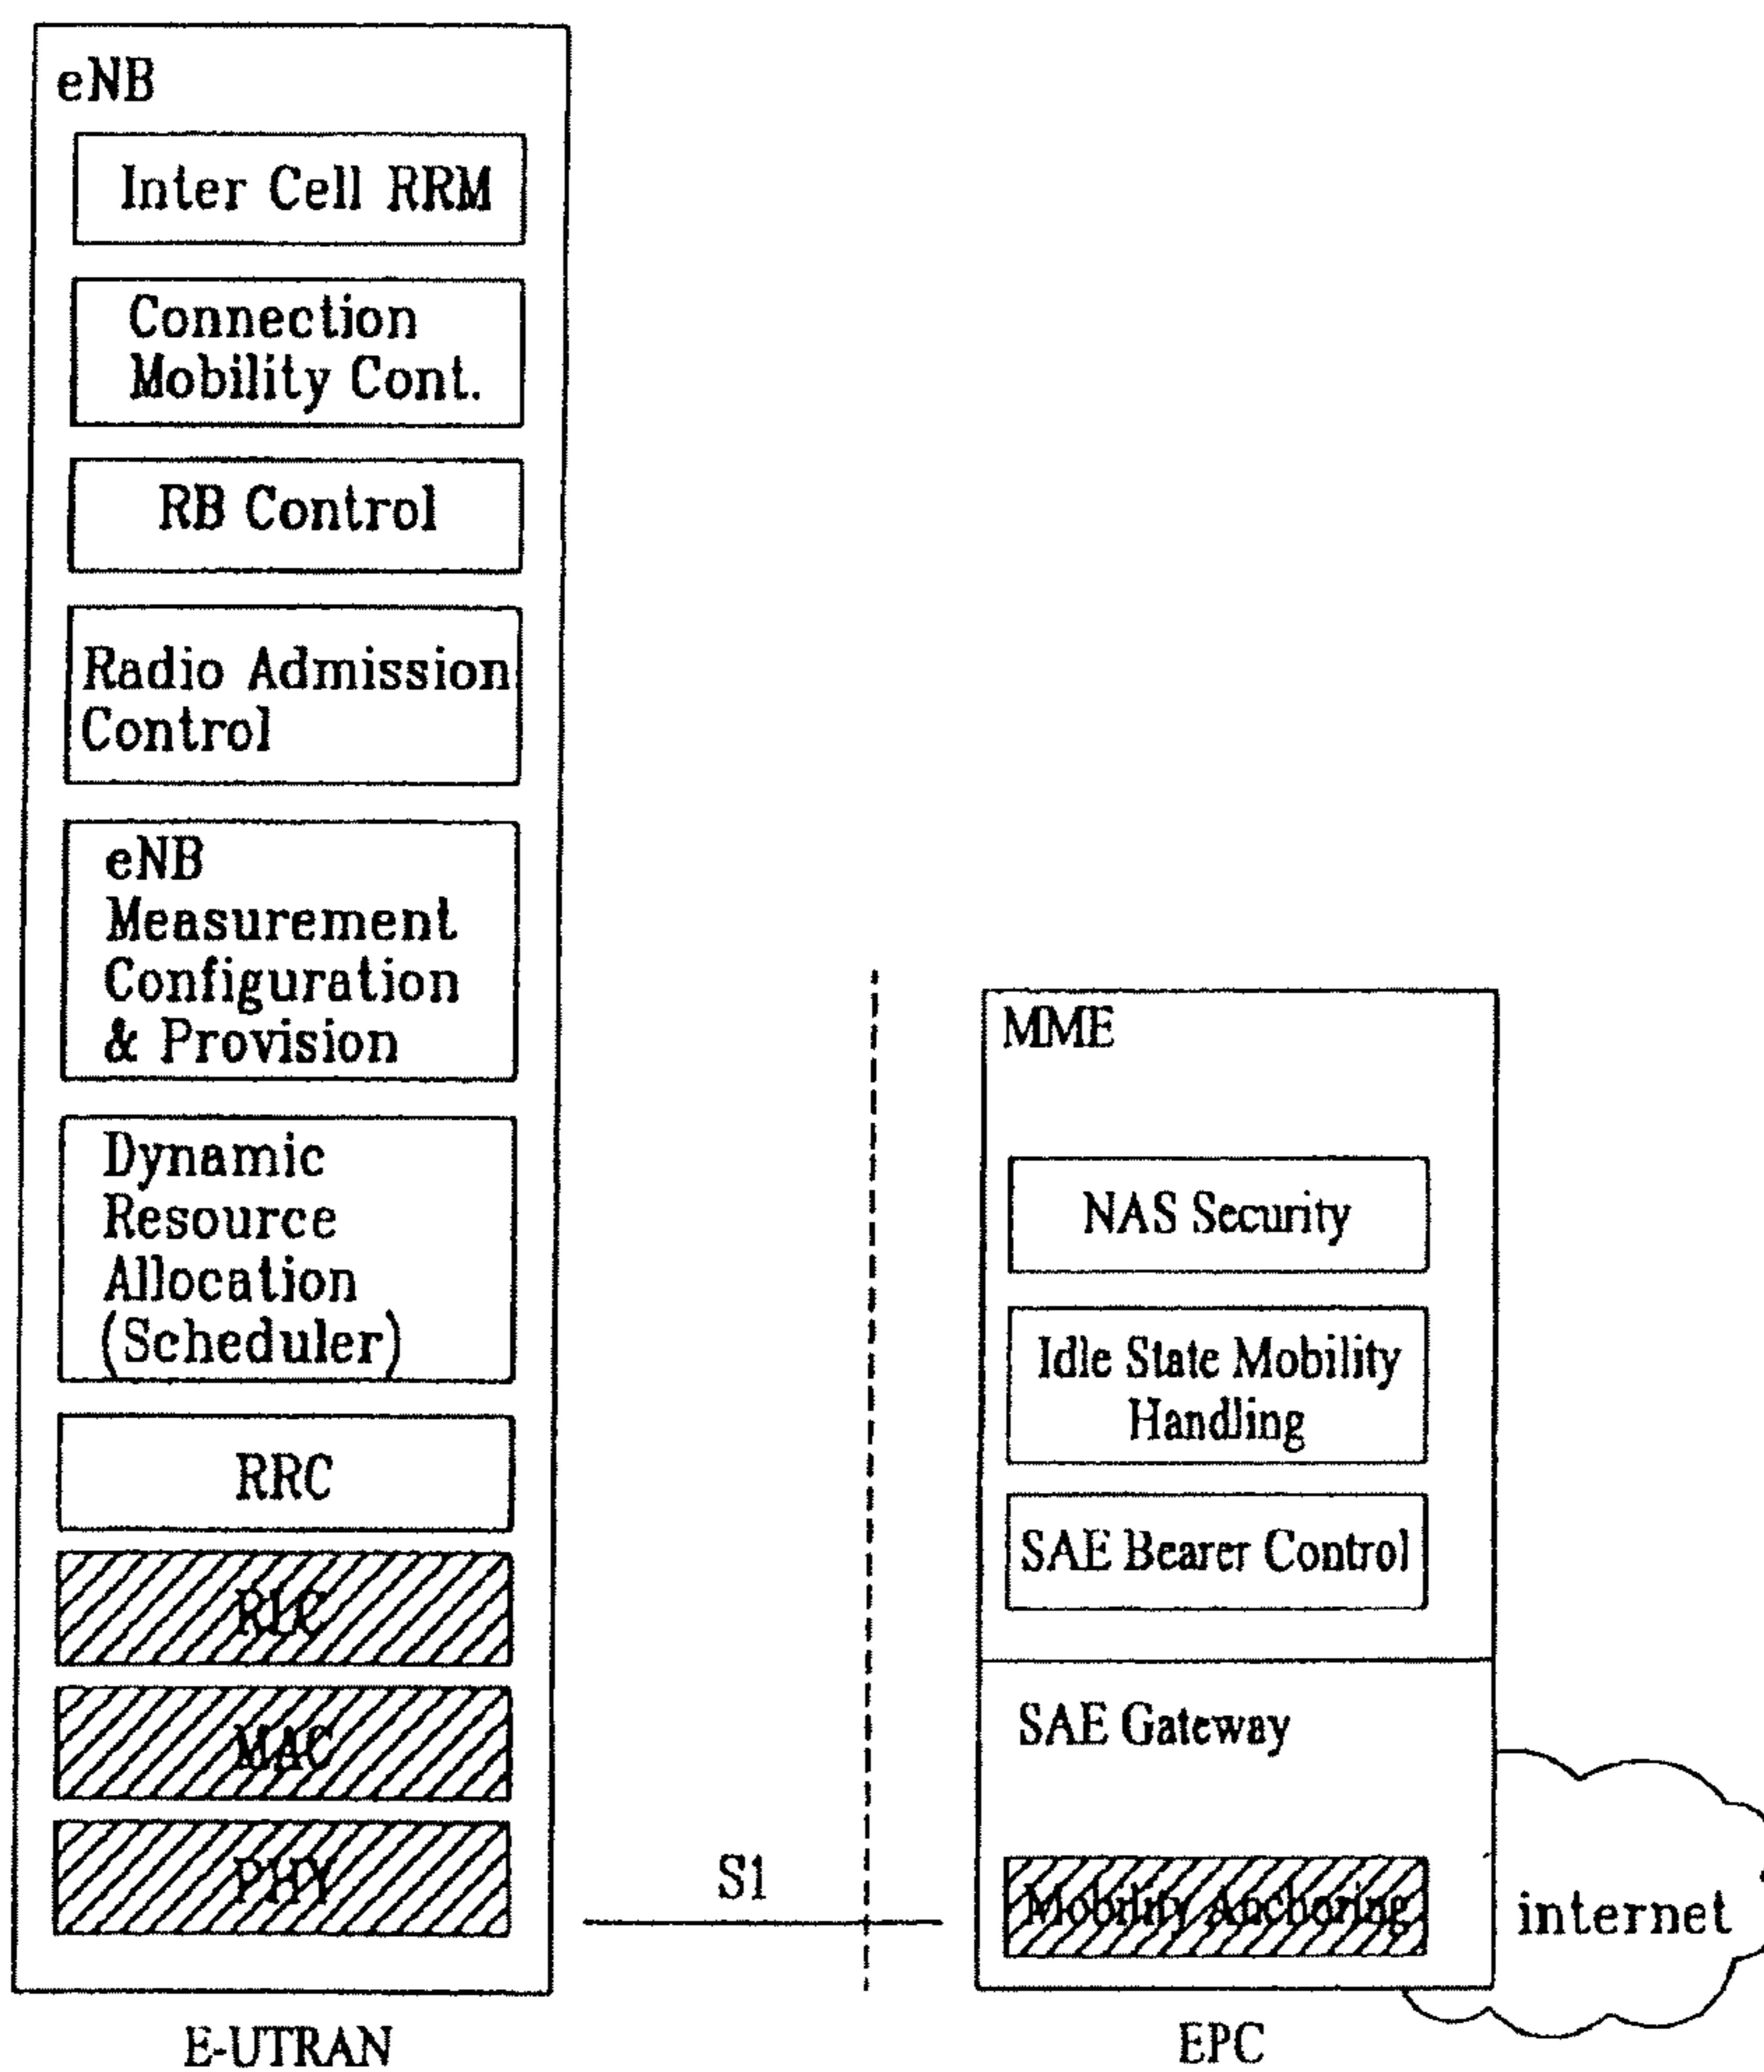 eNB
Inter Cell RRM
Connection
Mobility Cont.
RB Control
Radio Admission
Control
eNB
Measurement
Configuration
& Provision
Dynamic
Resource
Allocation
(Scheduler)
RRC
RLC
MAC
PHY
E-UTRAN
S1
MME
NAS Security
Idle State Mobility
Handling
SAE Bearer Control
SAE Gateway
Mobility Anchoring
EPC
internet